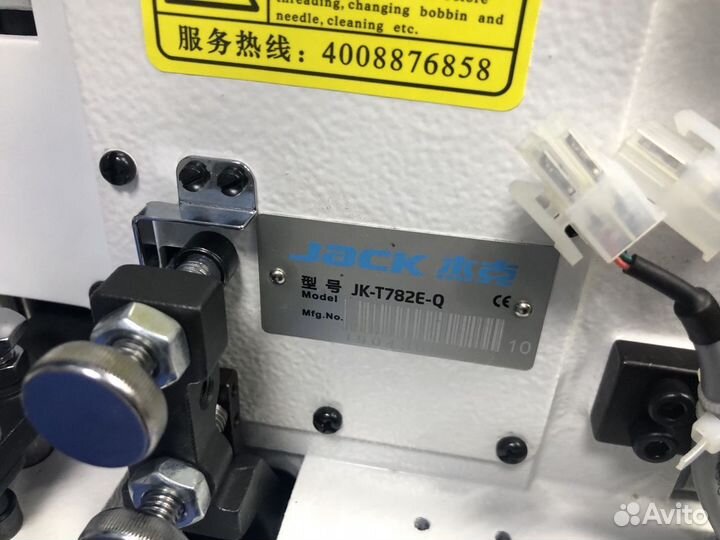 threading, changing bobbin and
needle, cleaning etc.
服务热线：4008876858
JACK 杰克
型号 JK-T782E-Q CE
Model
Mfg.No.
10
Avito